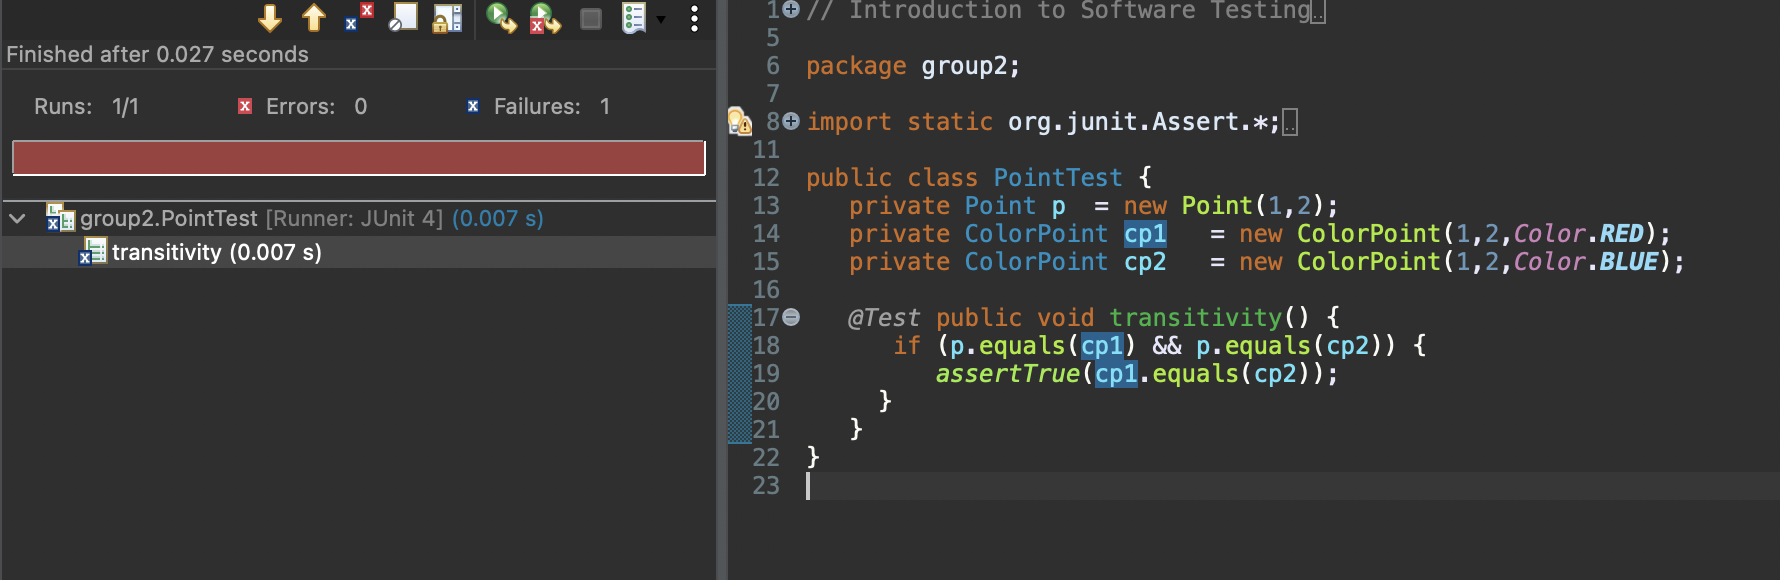 Finished after 0.027 seconds
Runs: 1/1 Errors: 0 Failures: 1
group2.PointTest [Runner: JUnit 4] (0.007 s)
transitivity (0.007 s)
1 // Introduction to Software Testing..
5
6 package group2;
7
8 import static org.junit.Assert.*;..
11
12 public class PointTest {
13 private Point p = new Point(1,2);
14 private ColorPoint cp1 = new ColorPoint(1,2,Color.RED);
15 private ColorPoint cp2 = new ColorPoint(1,2,Color.BLUE);
16
17 @Test public void transitivity() {
18 if (p.equals(cp1) && p.equals(cp2)) {
19 assertTrue(cp1.equals(cp2));
20 }
21 }
22 }
23